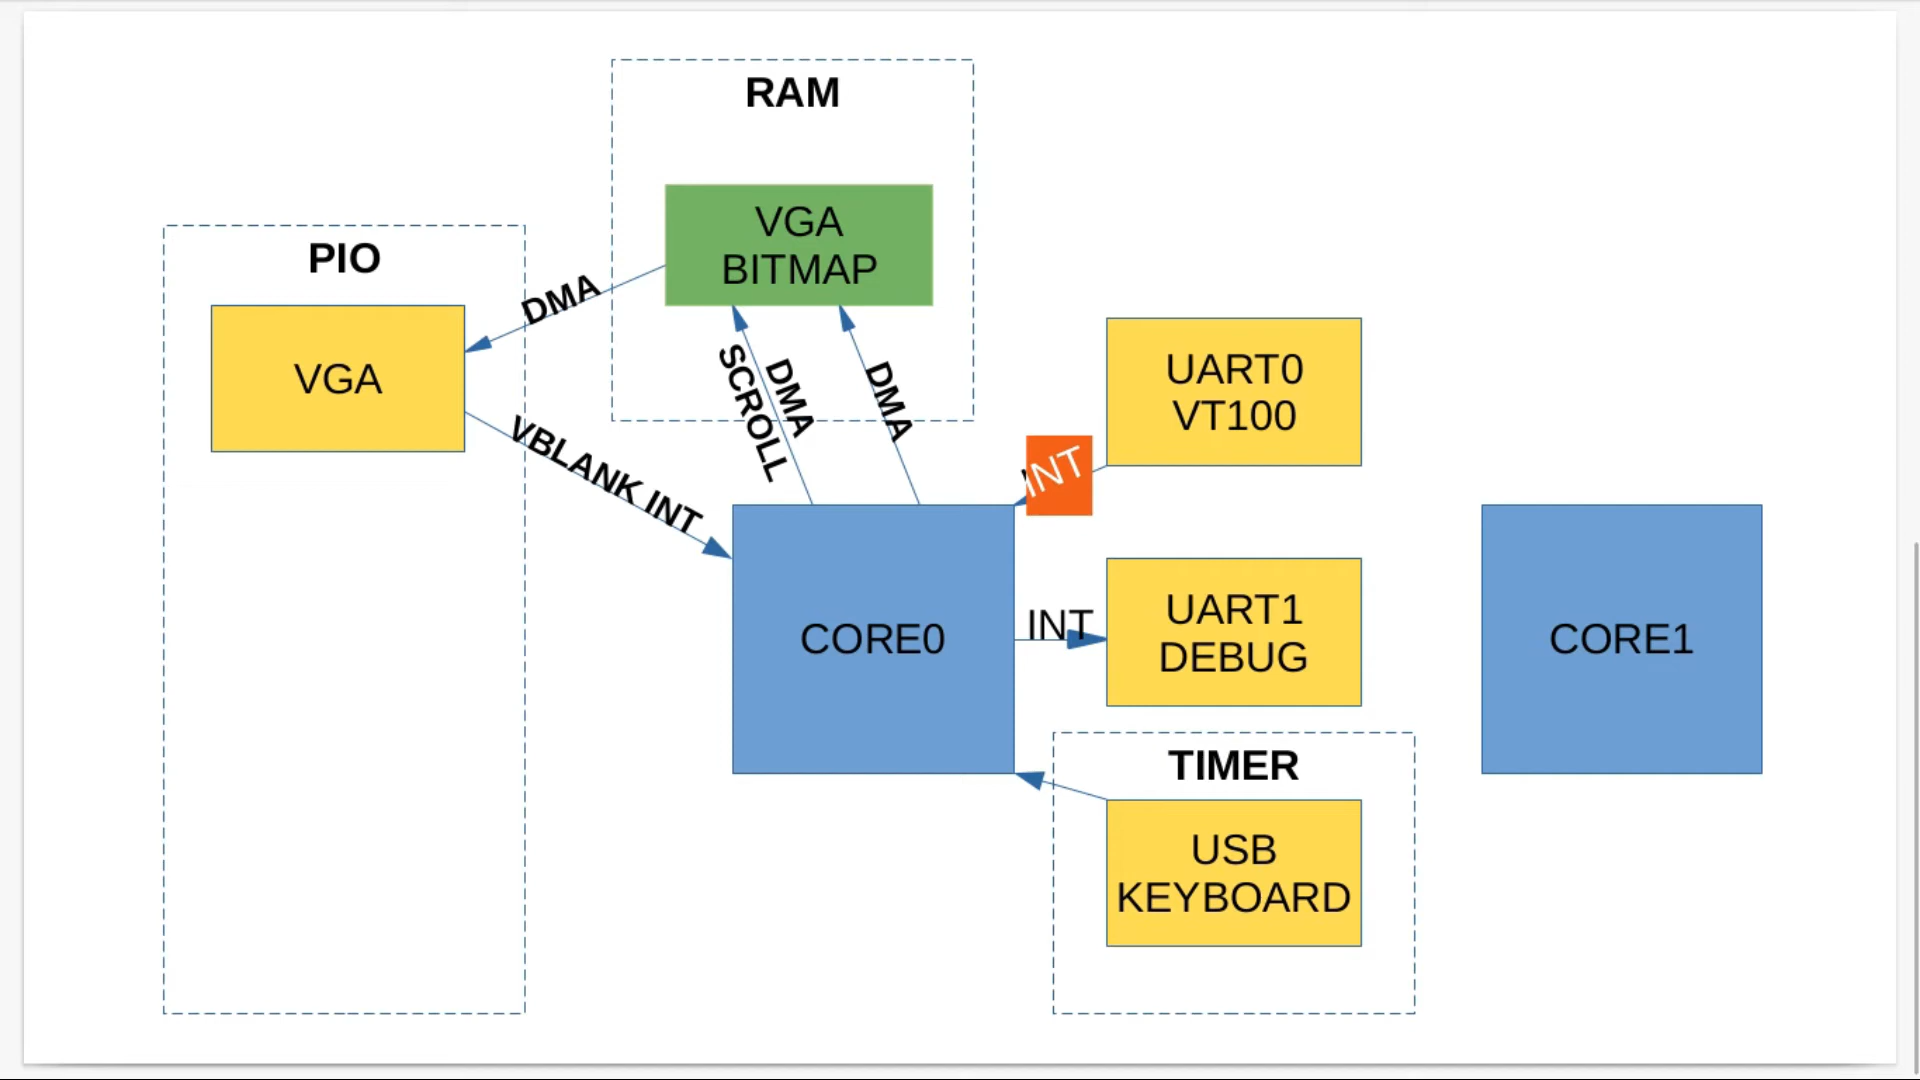 RAM
VGA
BITMAP
PIO
DMA
VGA
VBLANK INT
DMA
SCROLL
DMA
UART0
VT100
INT
CORE0
INT
UART1
DEBUG
CORE1
TIMER
USB
KEYBOARD